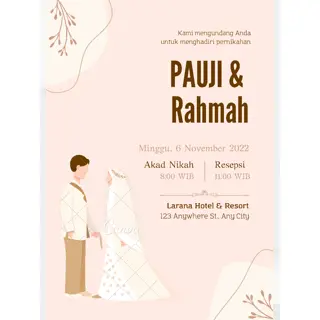 Kami mengundang Anda
untuk menghadiri pernikahan
PAUJI &
Rahmah
Minggu, 6 November 2022
Akad Nikah
8:00 WIB
Resepsi
11:00 WIB
Larana Hotel & Resort
123 Anywhere St. Any City